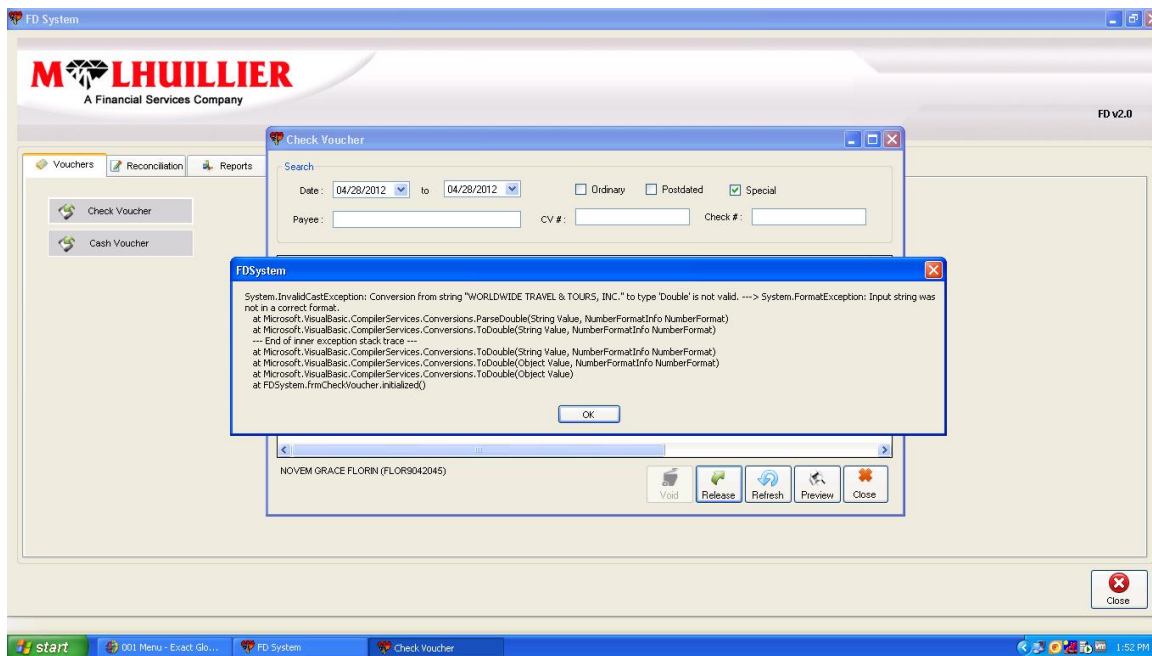 FD System
M LHUILLIER
A Financial Services Company
FD v2.0
Vouchers
Reconciliation
Reports
Check Voucher
Cash Voucher
Check Voucher
Search
Date : 04/28/2012 to 04/28/2012
Ordinary
Postdated
Special
Payee :
CV # :
Check # :
FDSystem
System.InvalidCastException: Conversion from string "WORLDWIDE TRAVEL & TOURS, INC." to type 'Double' is not valid. ---> System.FormatException: Input string was
not in a correct format.
at Microsoft.VisualBasic.CompilerServices.Conversions.ParseDouble(String Value, NumberFormatInfo NumberFormat)
at Microsoft.VisualBasic.CompilerServices.Conversions.ToDouble(String Value, NumberFormatInfo NumberFormat)
--- End of inner exception stack trace ---
at Microsoft.VisualBasic.CompilerServices.Conversions.ToDouble(String Value, NumberFormatInfo NumberFormat)
at Microsoft.VisualBasic.CompilerServices.Conversions.ToDouble(Object Value, NumberFormatInfo NumberFormat)
at Microsoft.VisualBasic.CompilerServices.Conversions.ToDouble(Object Value)
at FDSystem.frmCheckVoucher.initialized()
OK
NOVEM GRACE FLORIN (FLOR9042045)
Void
Release
Refresh
Preview
Close
Close
start
001 Menu - Exact Glo...
FD System
Check Voucher
1:52 PM